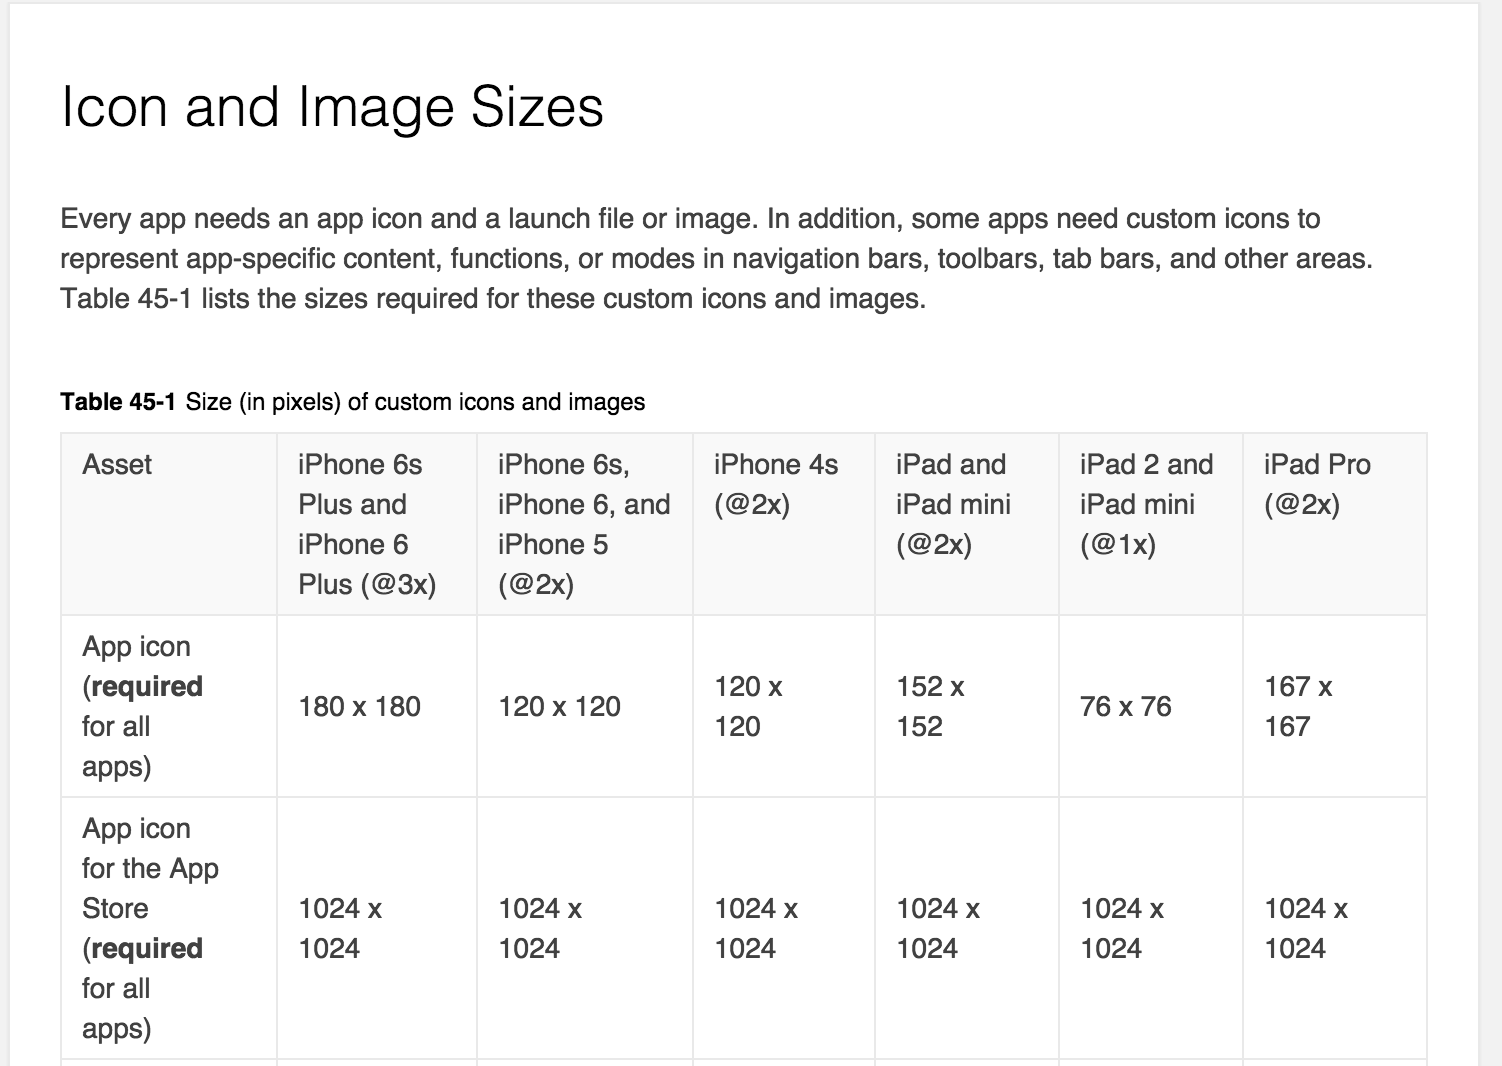 Icon and Image Sizes
Every app needs an app icon and a launch file or image. In addition, some apps need custom icons to
represent app-specific content, functions, or modes in navigation bars, toolbars, tab bars, and other areas.
Table 45-1 lists the sizes required for these custom icons and images.
Table 45-1 Size (in pixels) of custom icons and images
Asset
iPhone 6s
Plus and
iPhone 6
Plus (@3x)
iPhone 6s,
iPhone 6, and
iPhone 5
(@2x)
iPhone 4s
(@2x)
iPad and
iPad mini
(@2x)
iPad 2 and
iPad mini
(@1x)
iPad Pro
(@2x)
App icon
(required
for all
apps)
180 x 180
120 x 120
120 x
120
152 x
152
76 x 76
167 x
167
App icon
for the App
Store
(required
for all
apps)
1024 x
1024
1024 x
1024
1024 x
1024
1024 x
1024
1024 x
1024
1024 x
1024